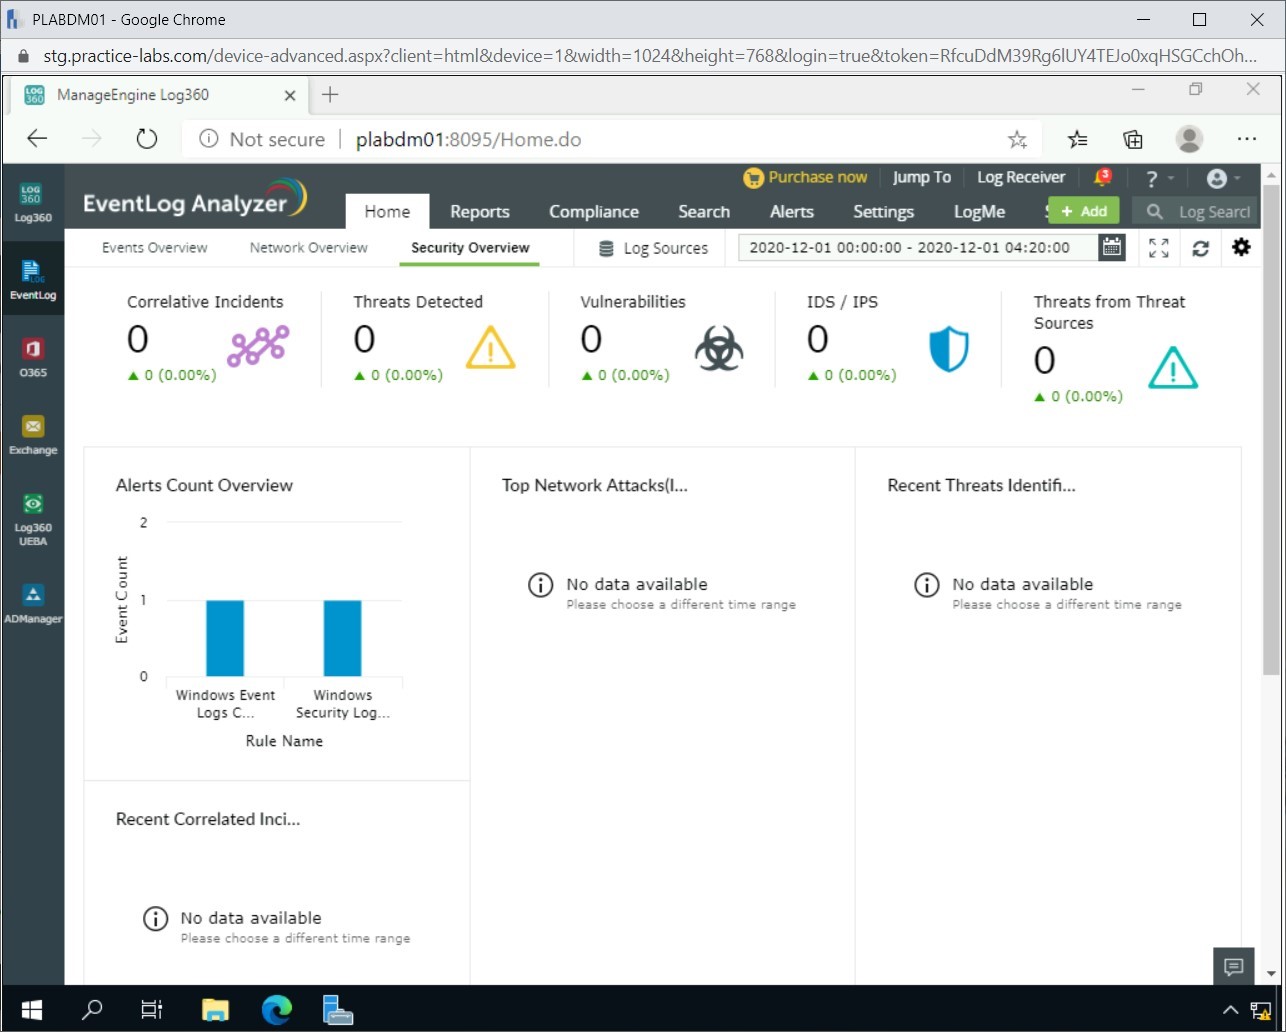 PLABDM01 - Google Chrome
stg.practice-labs.com/device-advanced.aspx?client=html&device=1&width=1024&height=768&login=true&token=RfcuDdM39Rg6lUY4TEJo0xqHSGCchOh...
LOG 360 ManageEngine Log360
Not secure plabdm01:8095/Home.do
LOG 360
Log360
LOG
EventLog
O365
Exchange
Log360
UEBA
ADManager
Purchase now Jump To Log Receiver 3 ?
EventLog Analyzer
Home Reports Compliance Search Alerts Settings LogMe + Add Log Searcl
Events Overview Network Overview Security Overview Log Sources 2020-12-01 00:00:00 - 2020-12-01 04:20:00
Correlative Incidents
0
0 (0.00%)
Threats Detected
0
0 (0.00%)
Vulnerabilities
0
0 (0.00%)
IDS / IPS
0
0 (0.00%)
Threats from Threat
Sources
0
0 (0.00%)
Alerts Count Overview
2
1
0
Event Count
Windows Event
Logs C...
Windows
Security Log...
Rule Name
Top Network Attacks(I...
No data available
Please choose a different time range
Recent Threats Identifi...
No data available
Please choose a different time range
Recent Correlated Inci...
No data available
Please choose a different time range